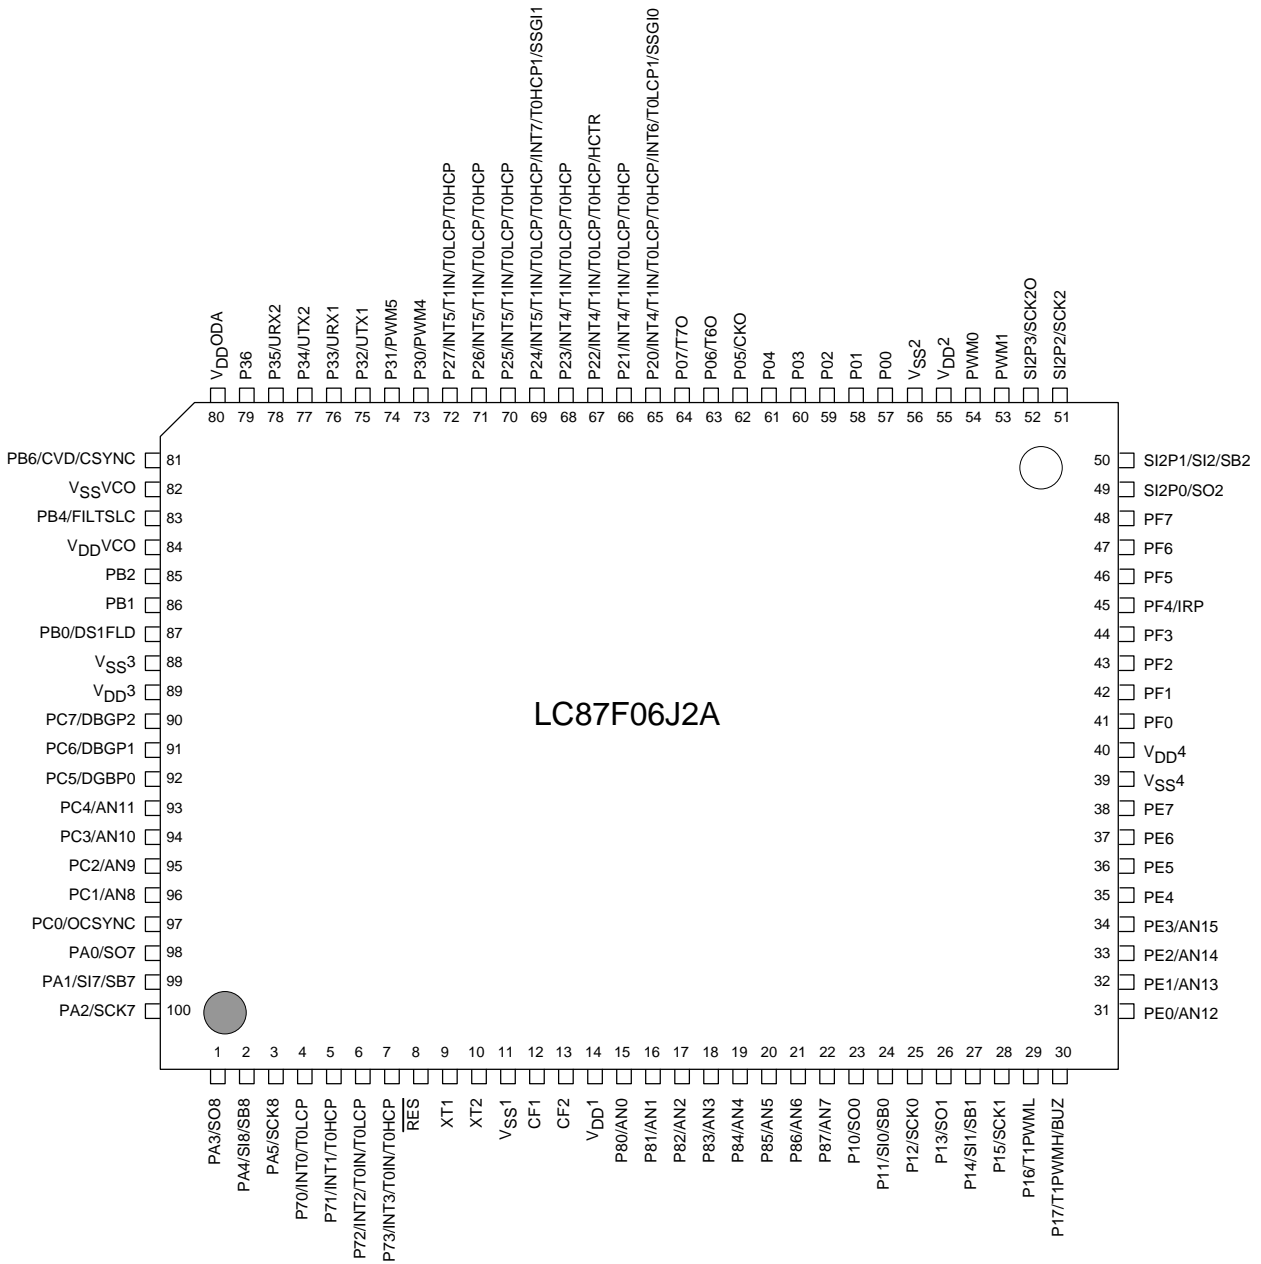 VDDODA
P36
P35/URX2
P34/UTX2
P33/URX1
P32/UTX1
P31/PWM5
P30/PWM4
P27/INT5/T1IN/T0LCP/T0HCP
P26/INT5/T1IN/T0LCP/T0HCP
P25/INT5/T1IN/T0LCP/T0HCP
P24/INT5/T1IN/T0LCP/T0HCP/INT7/T0HCP1/SSGI1
P23/INT4/T1IN/T0LCP/T0HCP
P22/INT4/T1IN/T0LCP/T0HCP/HCTR
P21/INT4/T1IN/T0LCP/T0HCP
P20/INT4/T1IN/T0LCP/T0HCP/INT6/T0LCP1/SSGI0
P07/T7O
P06/T6O
P05/CKO
P04
P03
P02
P01
P00
VSS2
VDD2
PWM0
PWM1
SI2P3/SCK2O
SI2P2/SCK2
80 79 78 77 76 75 74 73 72 71 70 69 68 67 66 65 64 63 62 61 60 59 58 57 56 55 54 53 52 51
PB6/CVD/CSYNC 81
VSSVCO 82
PB4/FILTSLC 83
VDDVCO 84
PB2 85
PB1 86
PB0/DS1FLD 87
VSS3 88
VDD3 89
PC7/DBGP2 90
PC6/DBGP1 91
PC5/DGBP0 92
PC4/AN11 93
PC3/AN10 94
PC2/AN9 95
PC1/AN8 96
PC0/OCSYNC 97
PA0/SO7 98
PA1/SI7/SB7 99
PA2/SCK7 100
LC87F06J2A
50 SI2P1/SI2/SB2
49 SI2P0/SO2
48 PF7
47 PF6
46 PF5
45 PF4/IRP
44 PF3
43 PF2
42 PF1
41 PF0
40 VDD4
39 VSS4
38 PE7
37 PE6
36 PE5
35 PE4
34 PE3/AN15
33 PE2/AN14
32 PE1/AN13
31 PE0/AN12
1 2 3 4 5 6 7 8 9 10 11 12 13 14 15 16 17 18 19 20 21 22 23 24 25 26 27 28 29 30
PA3/SO8
PA4/SI8/SB8
PA5/SCK8
P70/INT0/T0LCP
P71/INT1/T0HCP
P72/INT2/T0IN/T0LCP
P73/INT3/T0IN/T0HCP
RES
XT1
XT2
VSS1
CF1
CF2
VDD1
P80/AN0
P81/AN1
P82/AN2
P83/AN3
P84/AN4
P85/AN5
P86/AN6
P87/AN7
P10/SO0
P11/SI0/SB0
P12/SCK0
P13/SO1
P14/SI1/SB1
P15/SCK1
P16/T1PWML
P17/T1PWMH/BUZ